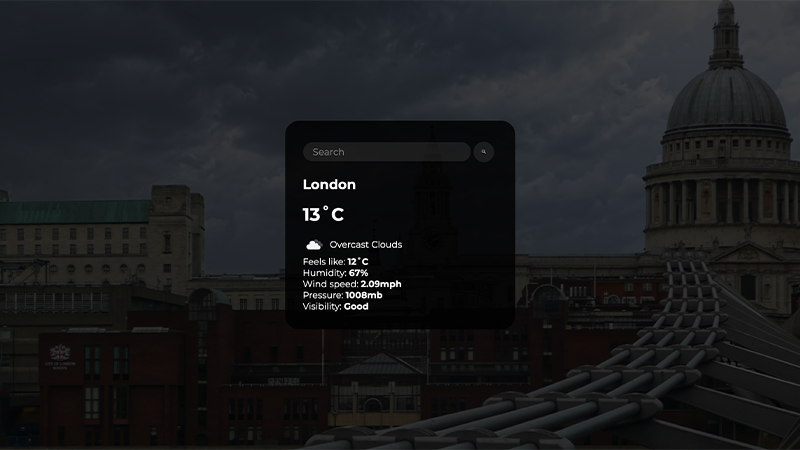 Search
London
13°C
Overcast Clouds
Feels like: 12°C
Humidity: 67%
Wind speed: 2.09mph
Pressure: 1008mb
Visibility: Good